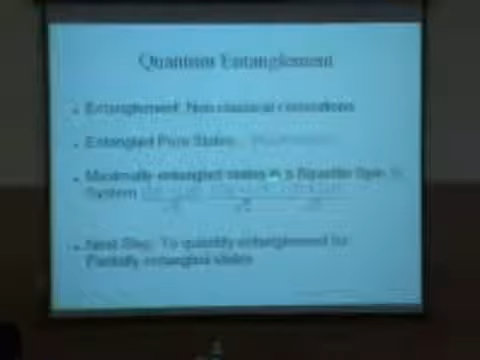 Quantum Entanglement
Entanglement: Non classical correlations
Entangled Pure States
Maximally entangled states in a Bipartite Spin
System
Next Step: To quantify entanglement for
Partially entangled states